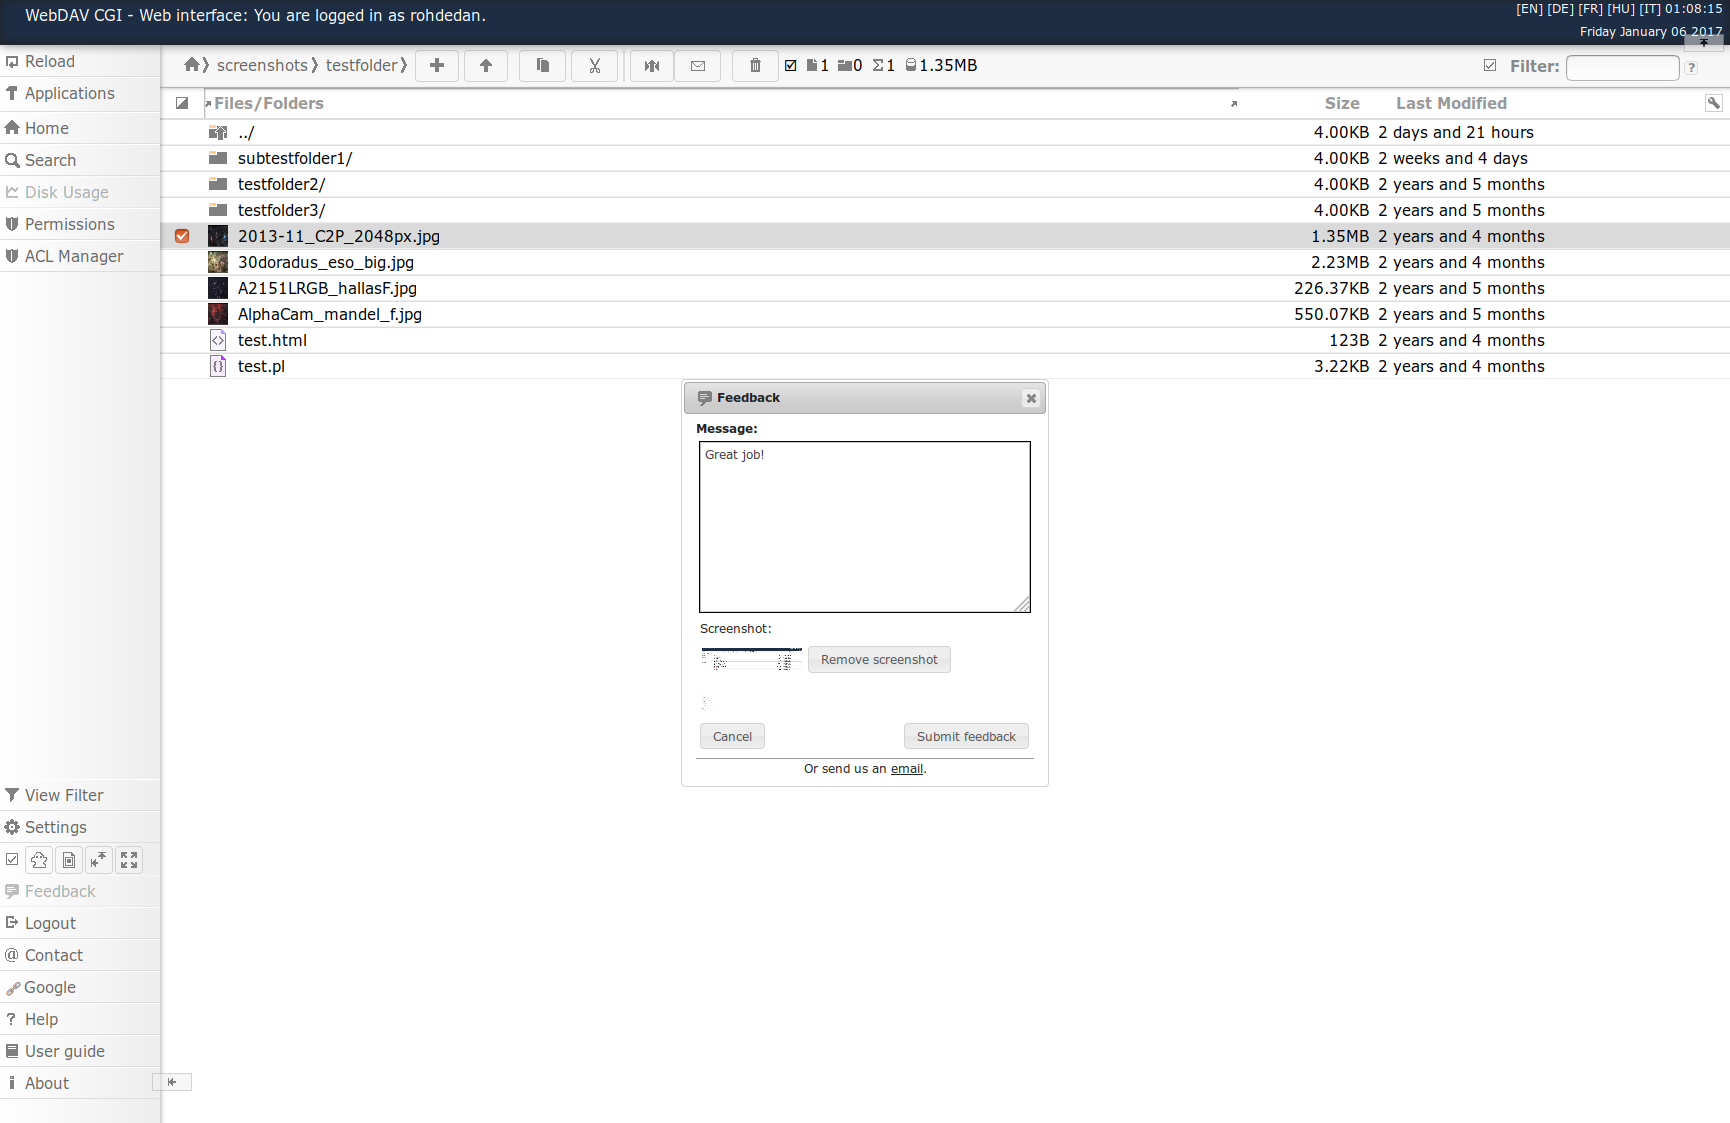 WebDAV CGI - Web interface: You are logged in as rohdedan.
[EN] [DE] [FR] [HU] [IT] 01:08:15
Friday January 06 2017
Reload
Applications
Home
Search
Disk Usage
Permissions
ACL Manager
screenshots
testfolder
1
0
Σ1
1.35MB
Filter:
?
Files/Folders Size Last Modified
../ 4.00KB 2 days and 21 hours
subtestfolder1/ 4.00KB 2 weeks and 4 days
testfolder2/ 4.00KB 2 years and 5 months
testfolder3/ 4.00KB 2 years and 5 months
2013-11_C2P_2048px.jpg 1.35MB 2 years and 4 months
30doradus_eso_big.jpg 2.23MB 2 years and 4 months
A2151LRGB_hallasF.jpg 226.37KB 2 years and 5 months
AlphaCam_mandel_f.jpg 550.07KB 2 years and 5 months
test.html 123B 2 years and 4 months
test.pl 3.22KB 2 years and 4 months
Feedback
Message:
Great job!
Screenshot:
Remove screenshot
Cancel
Submit feedback
Or send us an email.
View Filter
Settings
Feedback
Logout
Contact
Google
Help
User guide
About